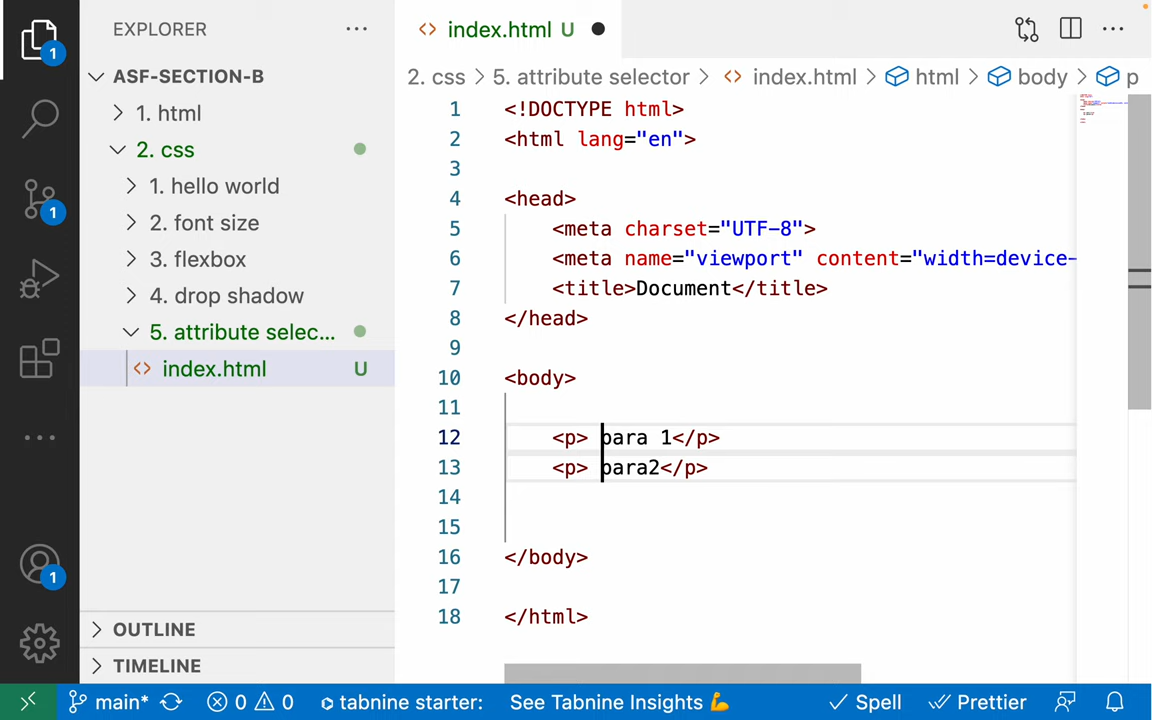 EXPLORER
ASF-SECTION-B
1. html
2. css
1. hello world
2. font size
3. flexbox
4. drop shadow
5. attribute selec...
index.html U
OUTLINE
TIMELINE
1
1
1
index.html U
2. css > 5. attribute selector > index.html > html > body > p
1 <!DOCTYPE html>
2 <html lang="en">
3
4 <head>
5 <meta charset="UTF-8">
6 <meta name="viewport" content="width=device-
7 <title>Document</title>
8 </head>
9
10 <body>
11
12 <p> para 1</p>
13 <p> para2</p>
14
15
16 </body>
17
18 </html>
main* 0 0 tabnine starter: See Tabnine Insights 💪 Spell Prettier